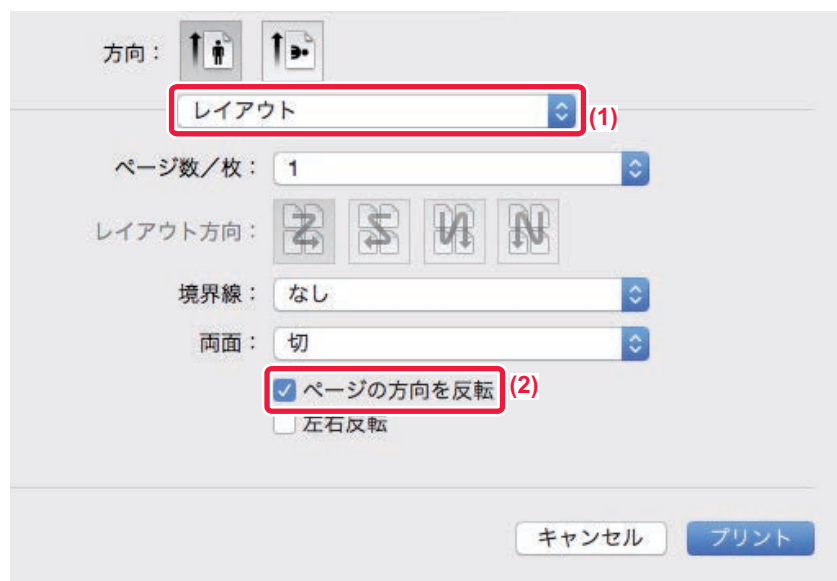 方向：
レイアウト (1)
ページ数／枚： 1
レイアウト方向：
境界線： なし
両面： 切
ページの方向を反転 (2)
左右反転
キャンセル プリント